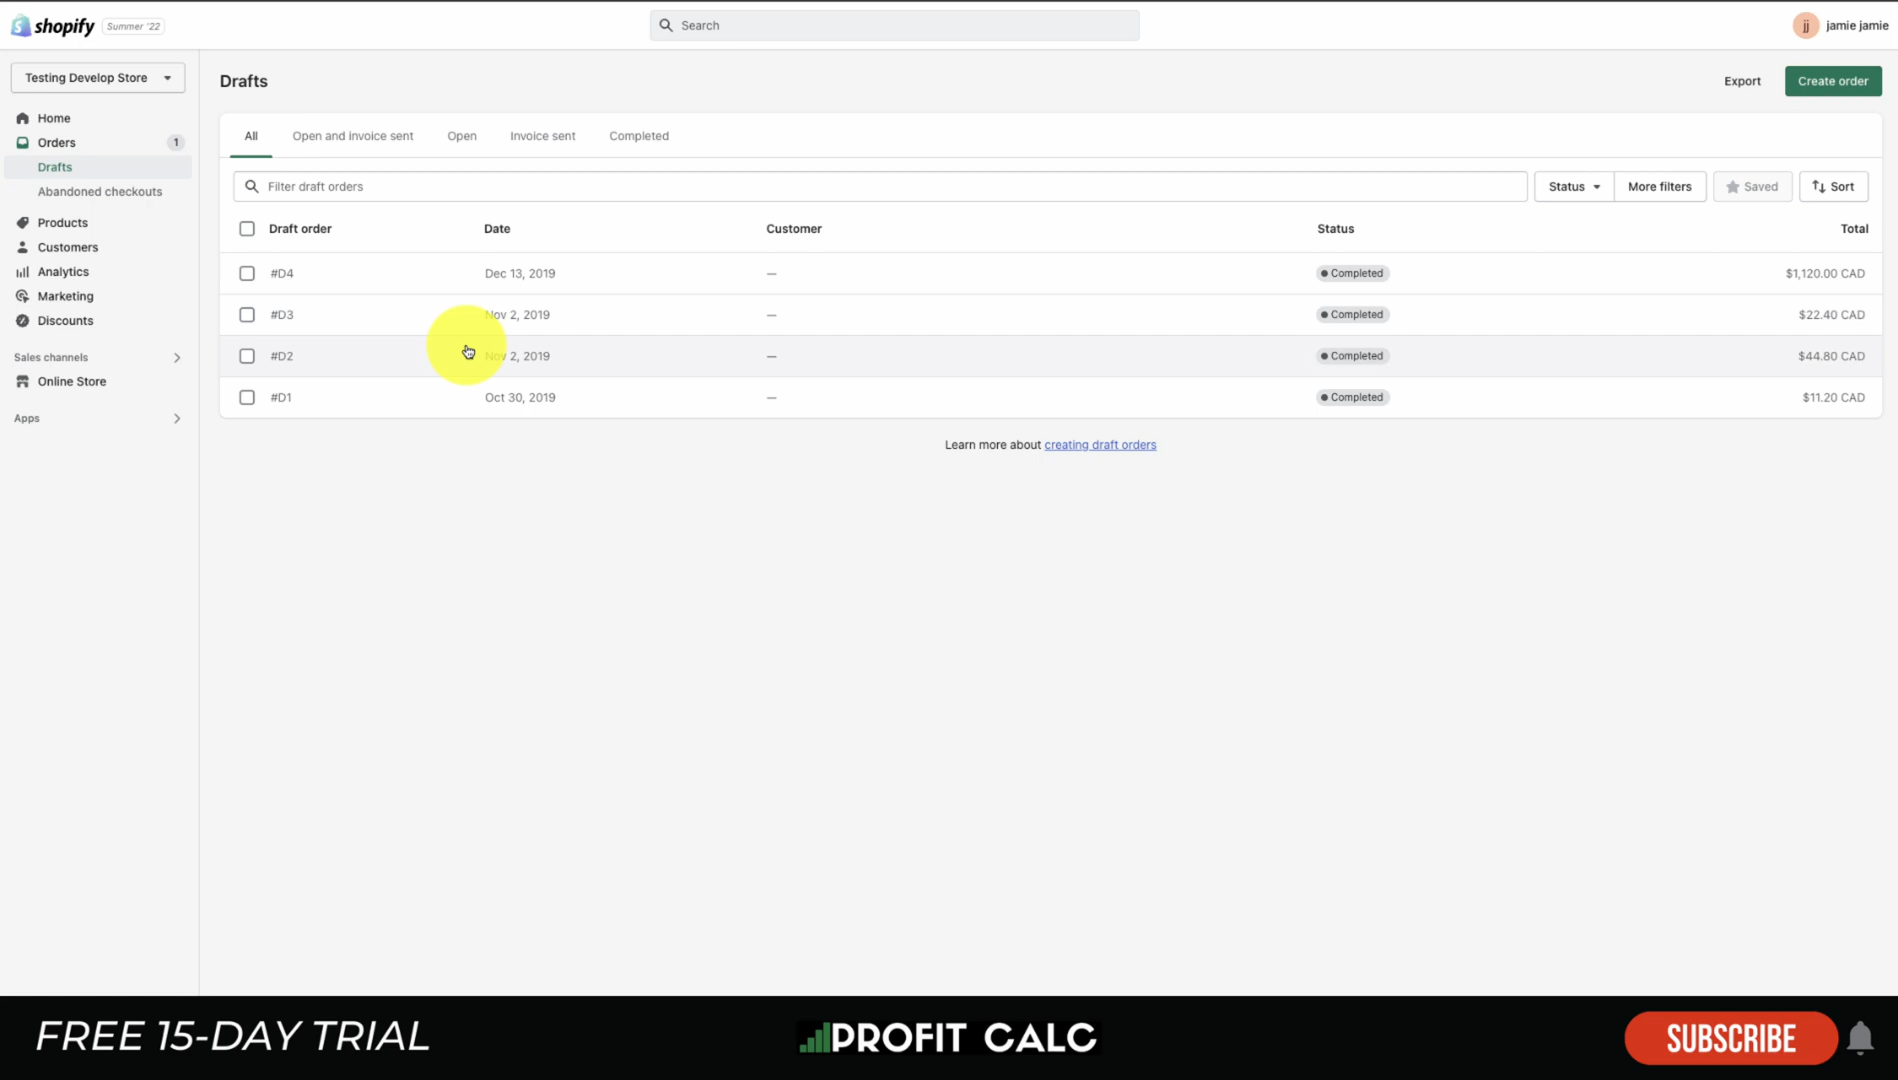 shopify Summer '22
Search
jj jamie jamie
Testing Develop Store
Drafts
Export
Create order
Home
Orders 1
Drafts
Abandoned checkouts
Products
Customers
Analytics
Marketing
Discounts
Sales channels
Online Store
Apps
All Open and invoice sent Open Invoice sent Completed
Filter draft orders Status More filters Saved Sort
Draft order Date Customer Status Total
#D4 Dec 13, 2019 — Completed $1,120.00 CAD
#D3 Nov 2, 2019 — Completed $22.40 CAD
#D2 Nov 2, 2019 — Completed $44.80 CAD
#D1 Oct 30, 2019 — Completed $11.20 CAD
Learn more about creating draft orders
FREE 15-DAY TRIAL PROFIT CALC SUBSCRIBE